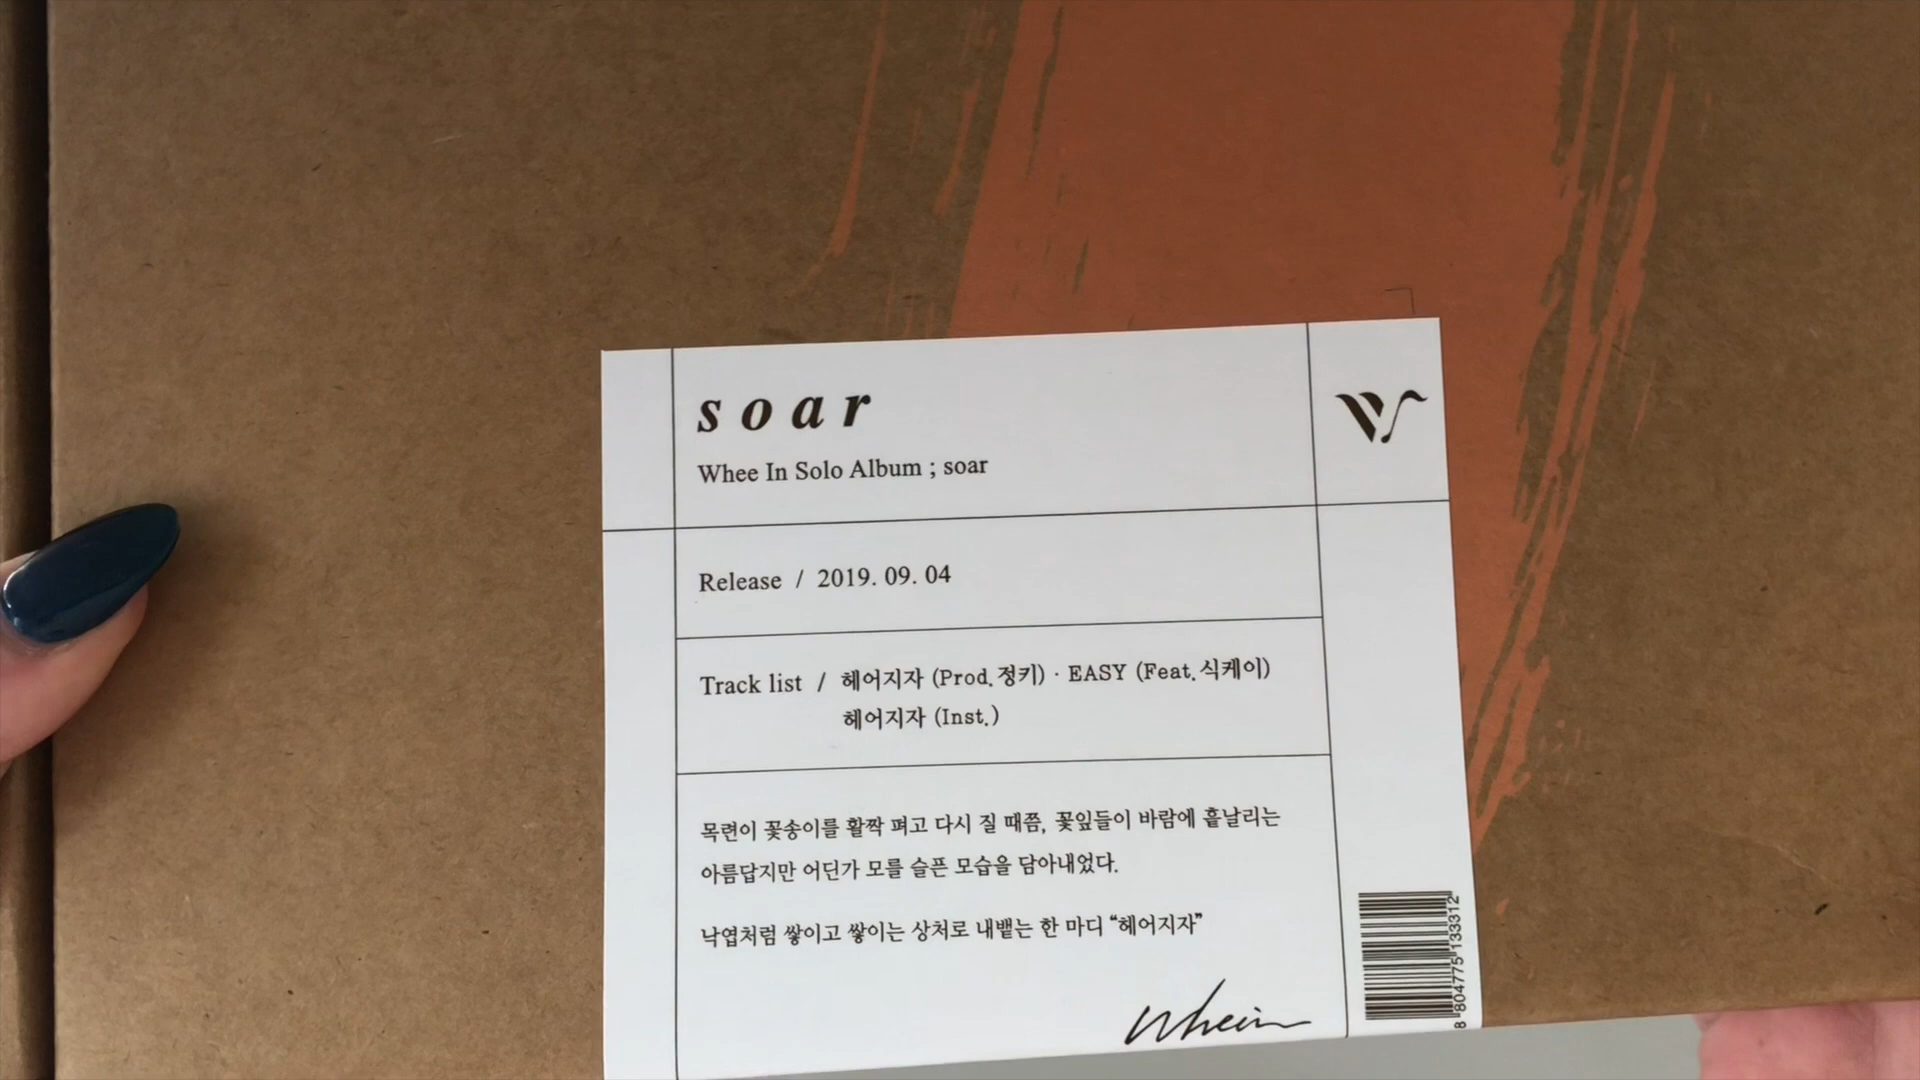 soar
Whee In Solo Album ; soar
Release / 2019. 09. 04
Track list / 헤어지자 (Prod.정키) · EASY (Feat.식케이)
헤어지자 (Inst.)
목련이 꽃송이를 활짝 펴고 다시 질 때쯤, 꽃잎들이 바람에 흩날리는
아름답지만 어딘가 모를 슬픈 모습을 담아내었다.
낙엽처럼 쌓이고 쌓이는 상처로 내뱉는 한 마디 “헤어지자”
Whein
W
8 804775 133312